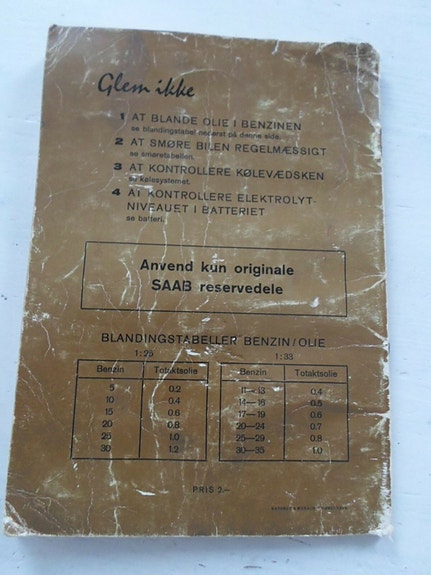 Glem ikke
1 AT BLANDE OLIE I BENZINEN
se blandingstabel nederst på denne side.
2 AT SMØRE BILEN REGELMÆSSIGT
se smøretabellen.
3 AT KONTROLLERE KØLEVÆDSKEN
se kølesystemet.
4 AT KONTROLLERE ELEKTROLYT-
NIVEAUET I BATTERIET
se batteri.
Anvend kun originale
SAAB reservedele
BLANDINGSTABELLER BENZIN/OLIE
1:25 1:33
Benzin Totaktsolie Benzin Totaktsolie
5 0.2 11—13 0.4
10 0.4 14—16 0.5
15 0.6 17—19 0.6
20 0.8 20—24 0.7
25 1.0 25—29 0.8
30 1.2 30—35 1.0
PRIS 2.—